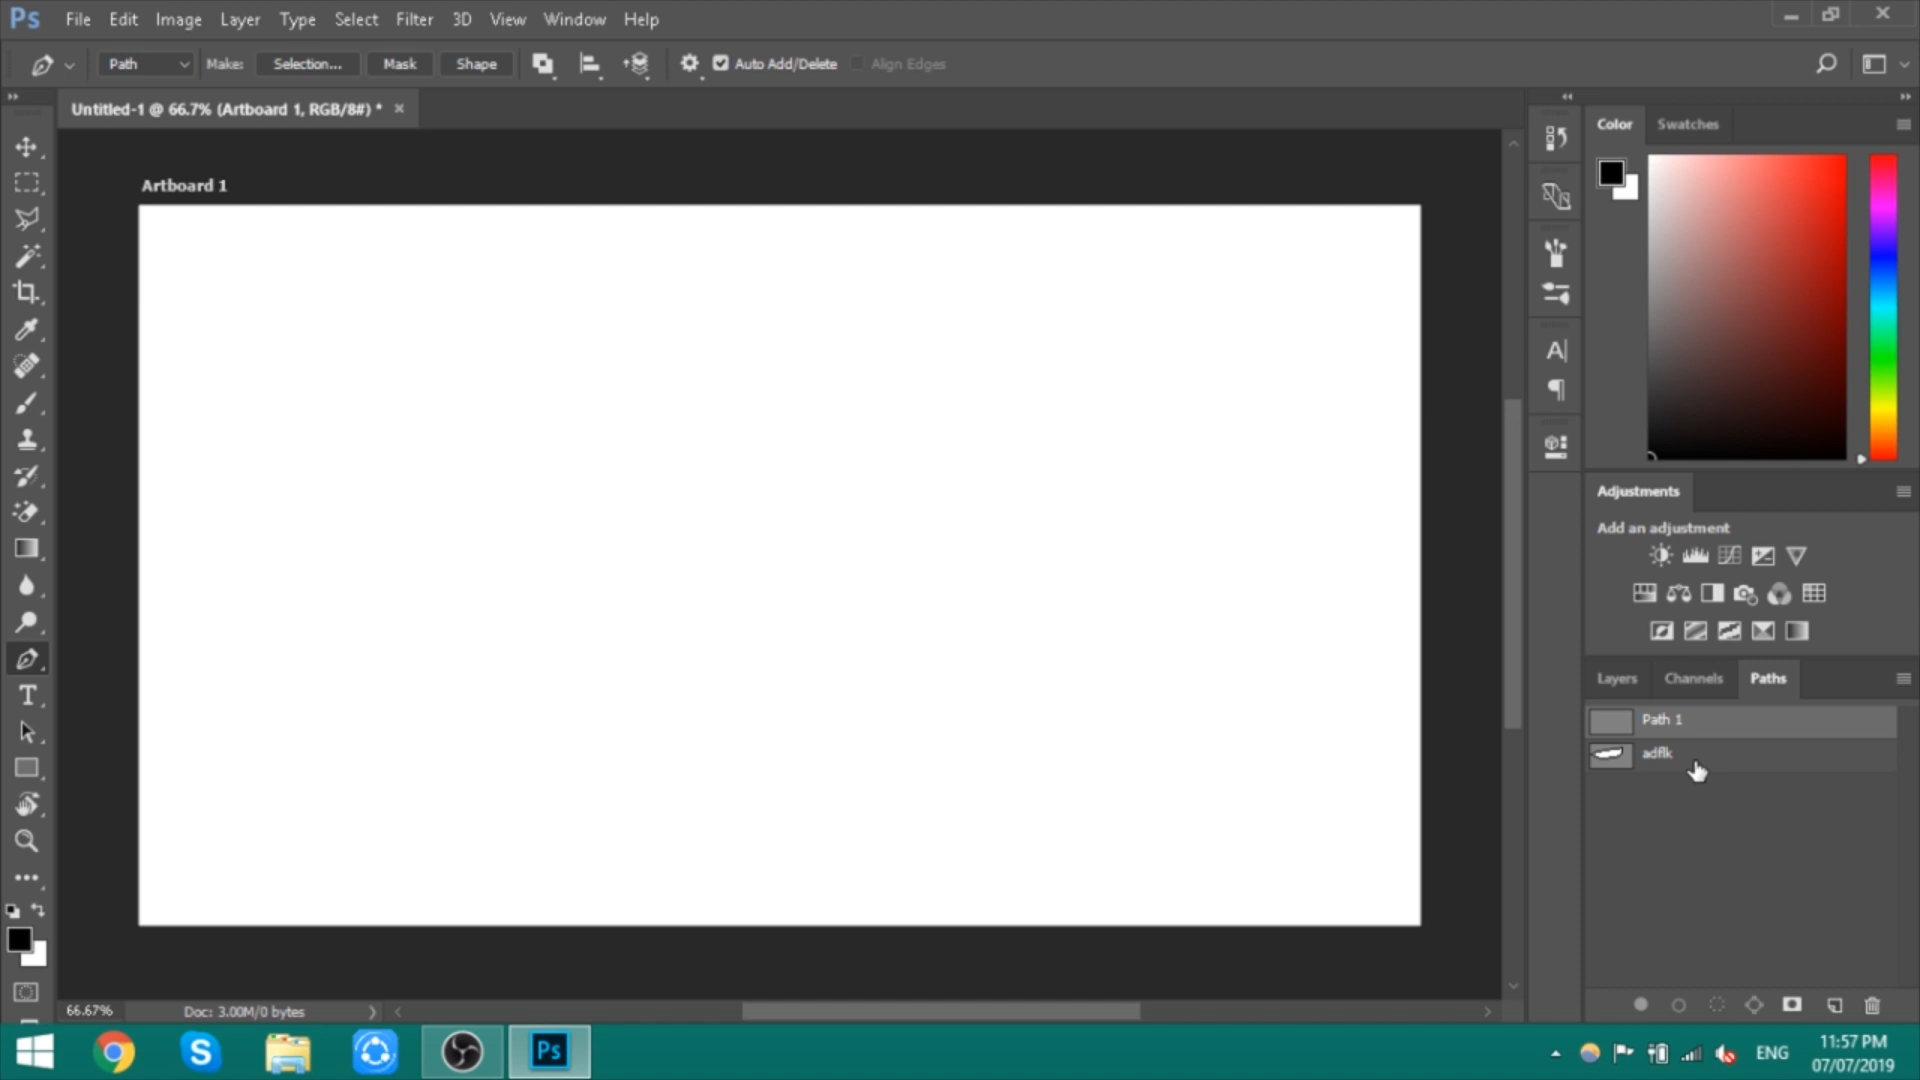 Ps File Edit Image Layer Type Select Filter 3D View Window Help
Path Make: Selection... Mask Shape Auto Add/Delete Align Edges
Untitled-1 @ 66.7% (Artboard 1, RGB/8#) *
Color Swatches
Artboard 1
Adjustments
Add an adjustment
Layers Channels Paths
Path 1
adflk
66.67% Doc: 3.00M/0 bytes
Ps
ENG
11:57 PM
07/07/2019